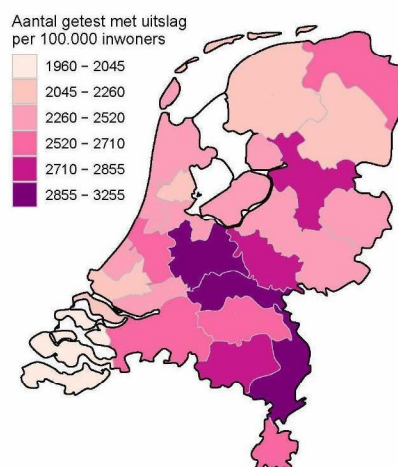 Aantal getest met uitslag
per 100.000 inwoners
1960 – 2045
2045 – 2260
2260 – 2520
2520 – 2710
2710 – 2855
2855 – 3255